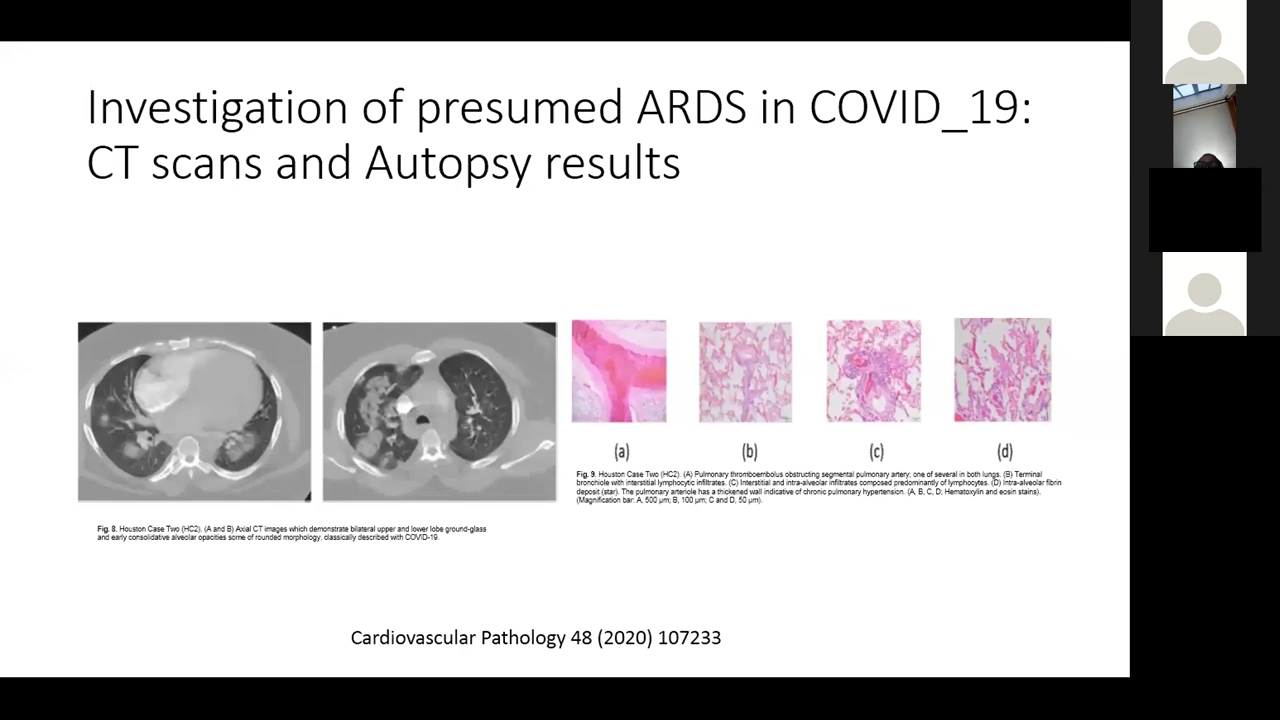 Investigation of presumed ARDS in COVID_19:
CT scans and Autopsy results
(a)
(b)
(c)
(d)
Fig. 9. Houston Case Two (HC2). (A) Pulmonary thromboembolus obstructing segmental pulmonary artery; one of several in both lungs. (B) Terminal
bronchiole with interstitial lymphocytic infiltrates. (C) Interstitial and intra-alveolar infiltrates composed predominantly of lymphocytes. (D) Intra-alveolar fibrin
deposit (star). The pulmonary arteriole has a thickened wall indicative of chronic pulmonary hypertension. (A, B, C, D; Hematoxylin and eosin stains).
(Magnification bar: A, 500 μm; B, 100 μm; C and D, 50 μm).
Fig. 8. Houston Case Two (HC2). (A and B) Axial CT images which demonstrate bilateral upper and lower lobe ground-glass
and early consolidative alveolar opacities some of rounded morphology, classically described with COVID-19.
Cardiovascular Pathology 48 (2020) 107233